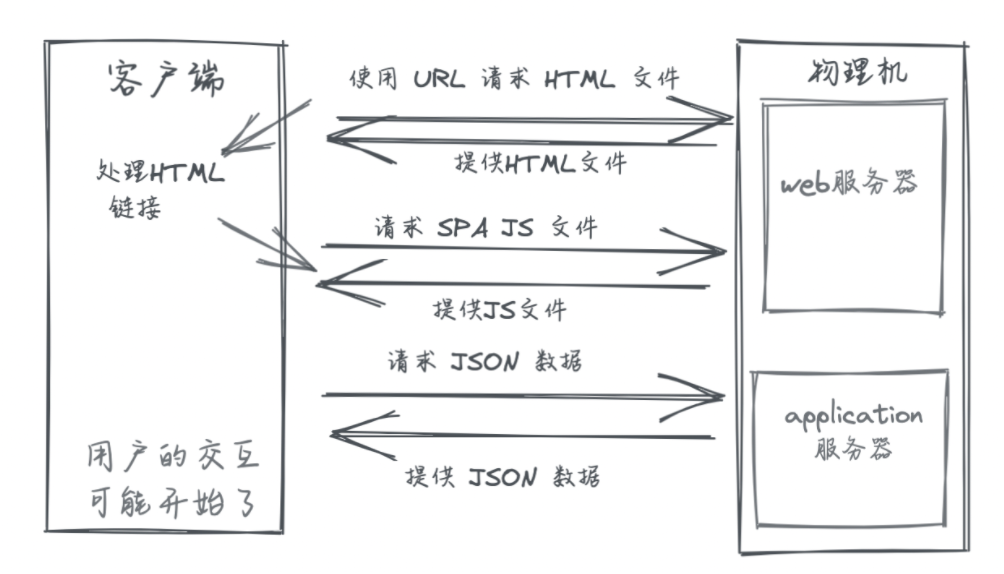 客户端
处理HTML
链接
用户的交互
可能开始了
使用 URL 请求 HTML 文件
提供HTML文件
请求 SPA JS 文件
提供JS文件
请求 JSON 数据
提供 JSON 数据
物理机
web服务器
application
服务器